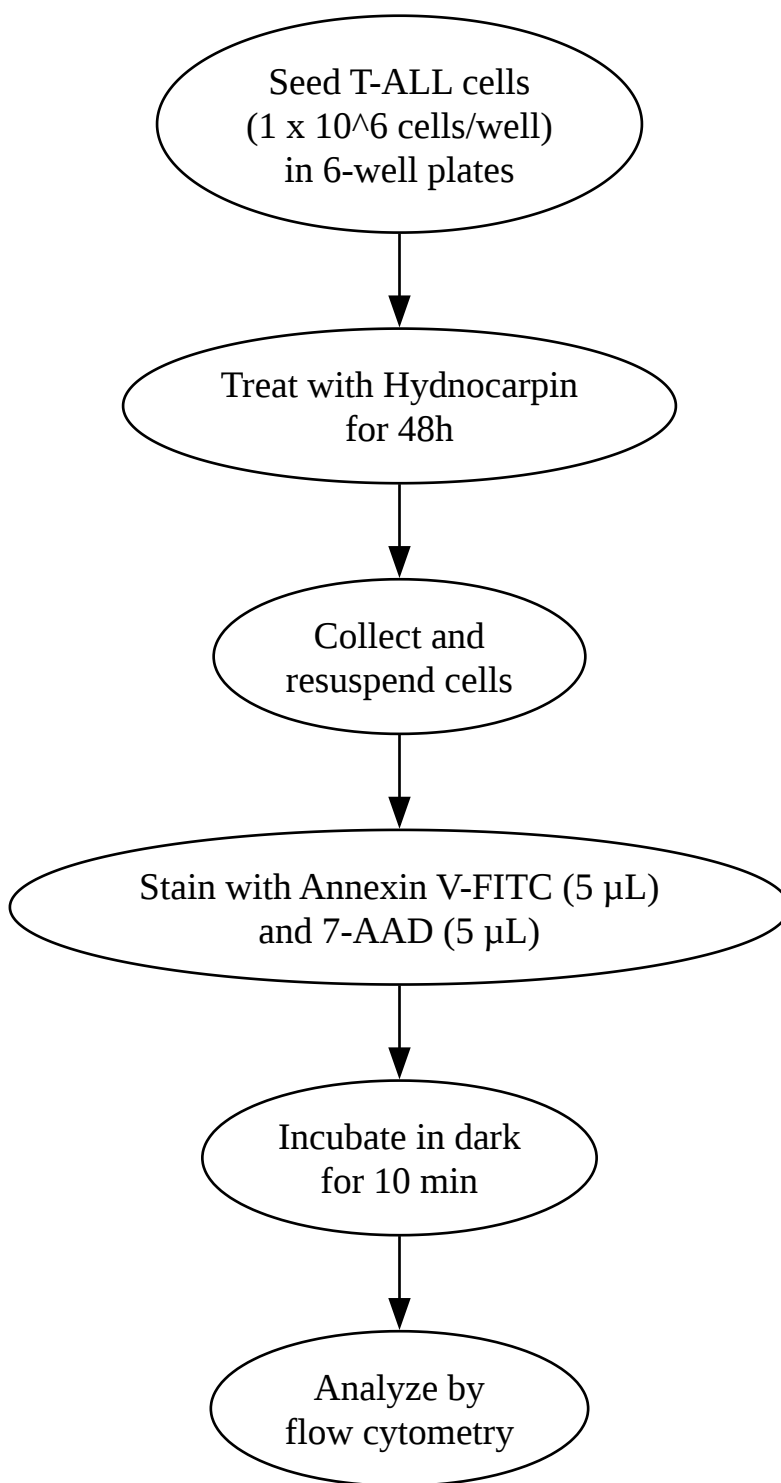 Seed T-ALL cells
(1 x 10^6 cells/well)
in 6-well plates
Treat with Hydnocarpin
for 48h
Collect and
resuspend cells
Stain with Annexin V-FITC (5 µL)
and 7-AAD (5 µL)
Incubate in dark
for 10 min
Analyze by
flow cytometry